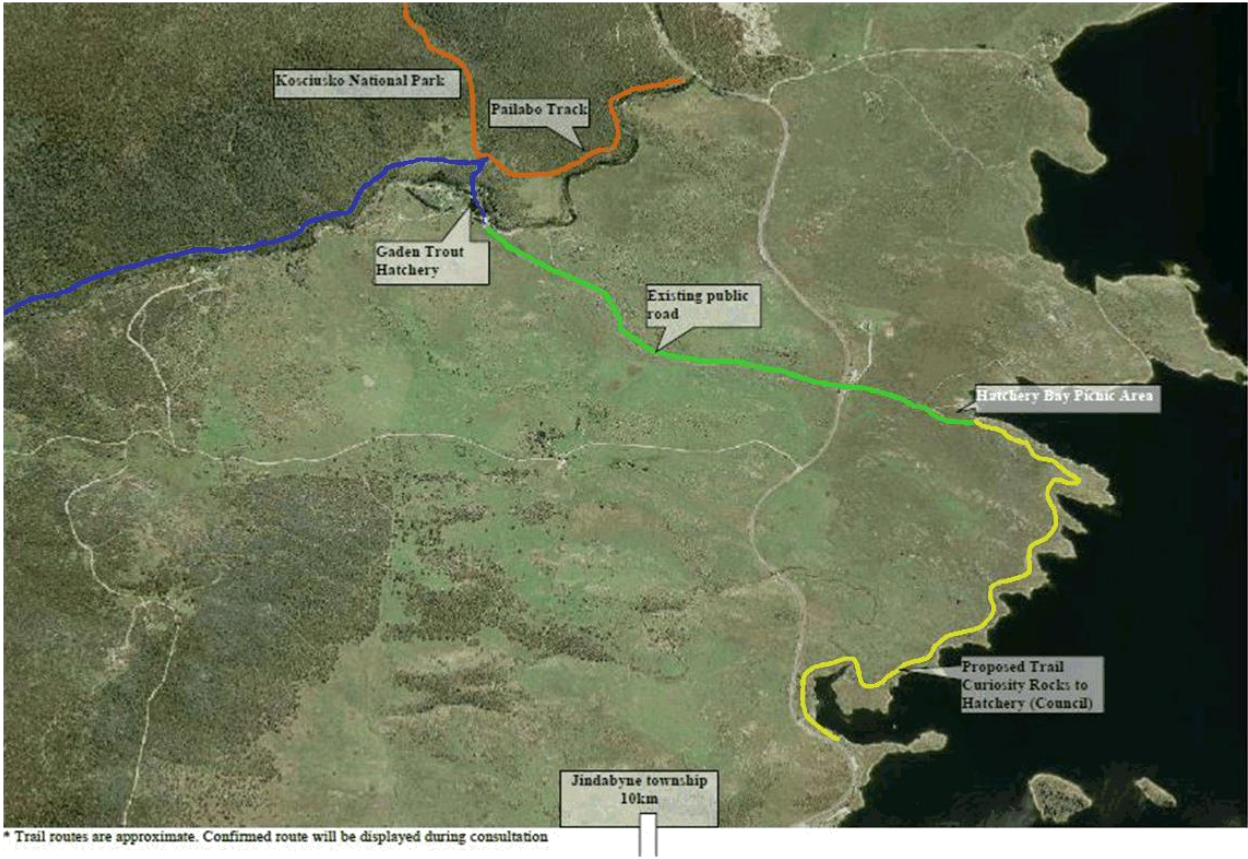 Kosciusko National Park
Pailabo Track
Gaden Trout
Hatchery
Existing public
road
Hatchery Bay Picnic Area
Proposed Trail
Curiosity Rocks to
Hatchery (Council)
Jindabyne township
10km
* Trail routes are approximate. Confirmed route will be displayed during consultation